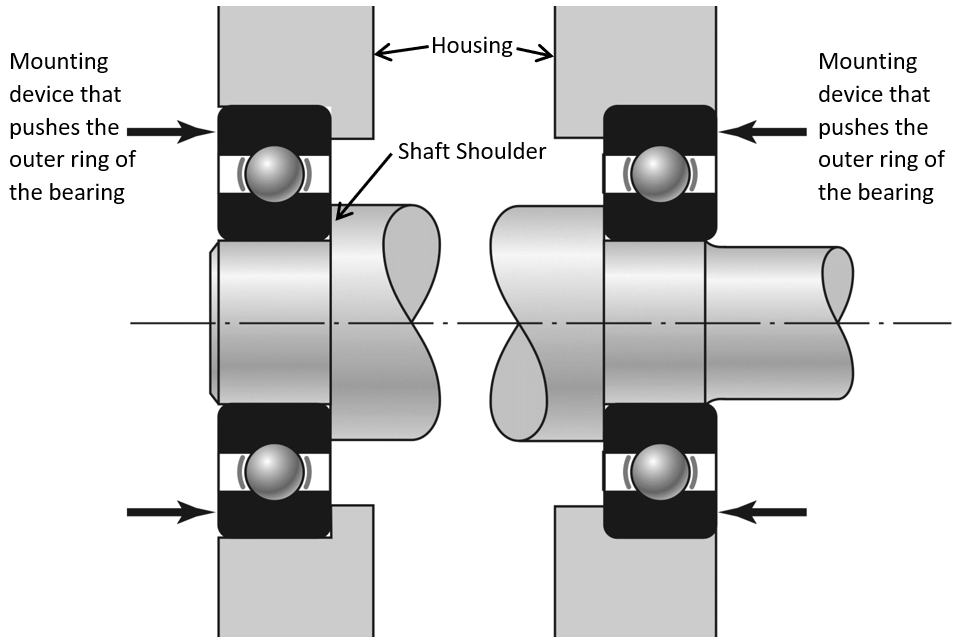 Housing
Mounting
device that
pushes the
outer ring of
the bearing
Shaft Shoulder
Mounting
device that
pushes the
outer ring of
the bearing